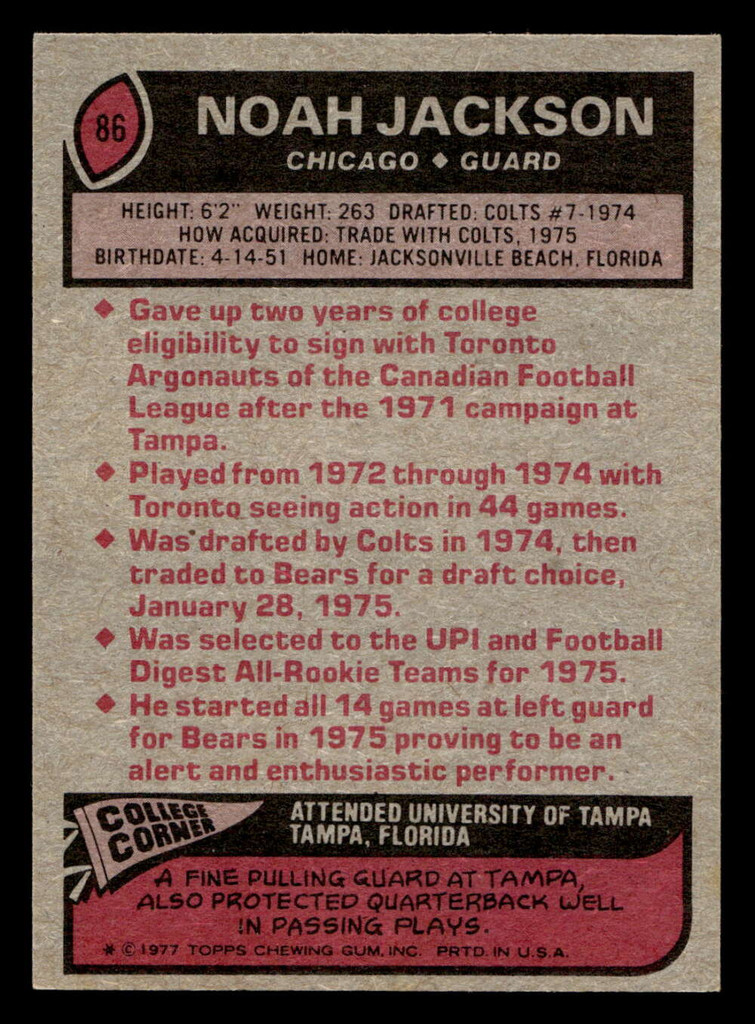 86
NOAH JACKSON
CHICAGO ♦ GUARD
HEIGHT: 6'2" WEIGHT: 263 DRAFTED: COLTS #7-1974
HOW ACQUIRED: TRADE WITH COLTS, 1975
BIRTHDATE: 4-14-51 HOME: JACKSONVILLE BEACH, FLORIDA
♦ Gave up two years of college
eligibility to sign with Toronto
Argonauts of the Canadian Football
League after the 1971 campaign at
Tampa.
♦ Played from 1972 through 1974 with
Toronto seeing action in 44 games.
♦ Was drafted by Colts in 1974, then
traded to Bears for a draft choice,
January 28, 1975.
♦ Was selected to the UPI and Football
Digest All-Rookie Teams for 1975.
♦ He started all 14 games at left guard
for Bears in 1975 proving to be an
alert and enthusiastic performer.
COLLEGE
CORNER
ATTENDED UNIVERSITY OF TAMPA
TAMPA, FLORIDA
A FINE PULLING GUARD AT TAMPA,
ALSO PROTECTED QUARTERBACK WELL
IN PASSING PLAYS.
* © 1977 TOPPS CHEWING GUM, INC. PRTD. IN U.S.A.